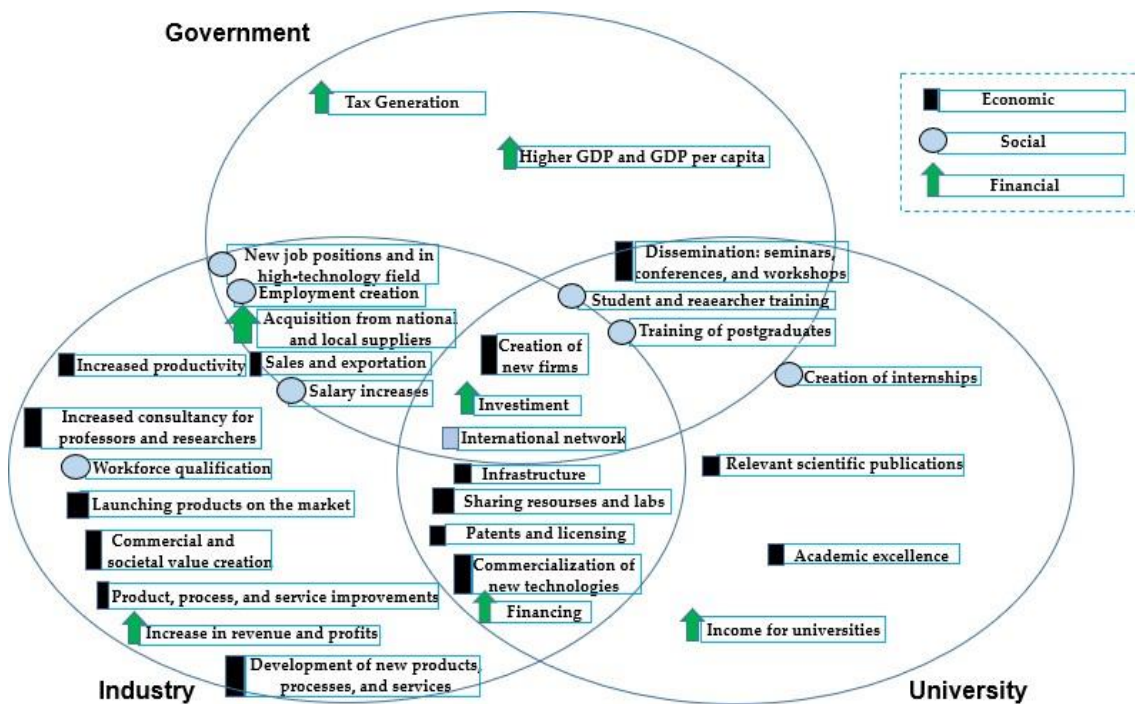 Government
Tax Generation
Higher GDP and GDP per capita
Economic
Social
Financial
New job positions and in
high-technology field
Employment creation
Acquisition from national
and local suppliers
Sales and exportation
Salary increases
Dissemination: seminars,
conferences, and workshops
Student and reaearcher training
Training of postgraduates
Creation of
new firms
Investiment
International network
Increased productivity
Increased consultancy for
professors and researchers
Workforce qualification
Launching products on the market
Commercial and
societal value creation
Product, process, and service improvements
Increase in revenue and profits
Development of new products,
processes, and services
Infrastructure
Sharing resourses and labs
Patents and licensing
Commercialization of
new technologies
Financing
Creation of internships
Relevant scientific publications
Academic excellence
Income for universities
Industry
University